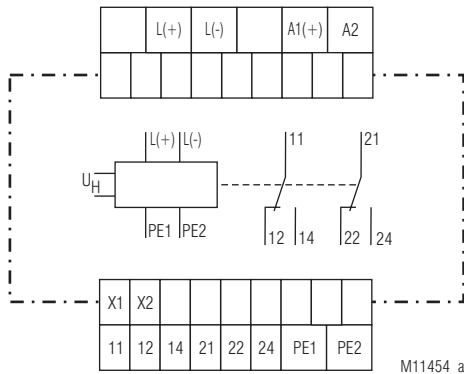 L(+) L(-) A1(+) A2
L(+) L(-) 11 21
UH
PE1 PE2 12 14 22 24
X1 X2
11 12 14 21 22 24 PE1 PE2
M11454_a